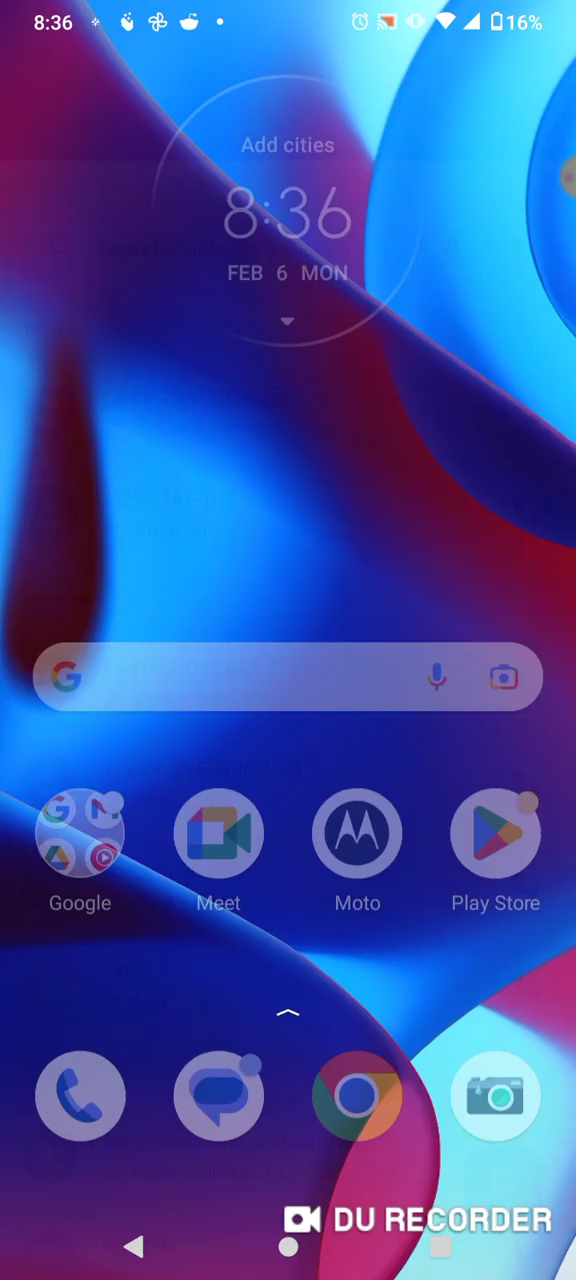 8:36
16%
Add cities
8:36
FEB 6 MON
Google
Meet
Moto
Play Store
DU RECORDER